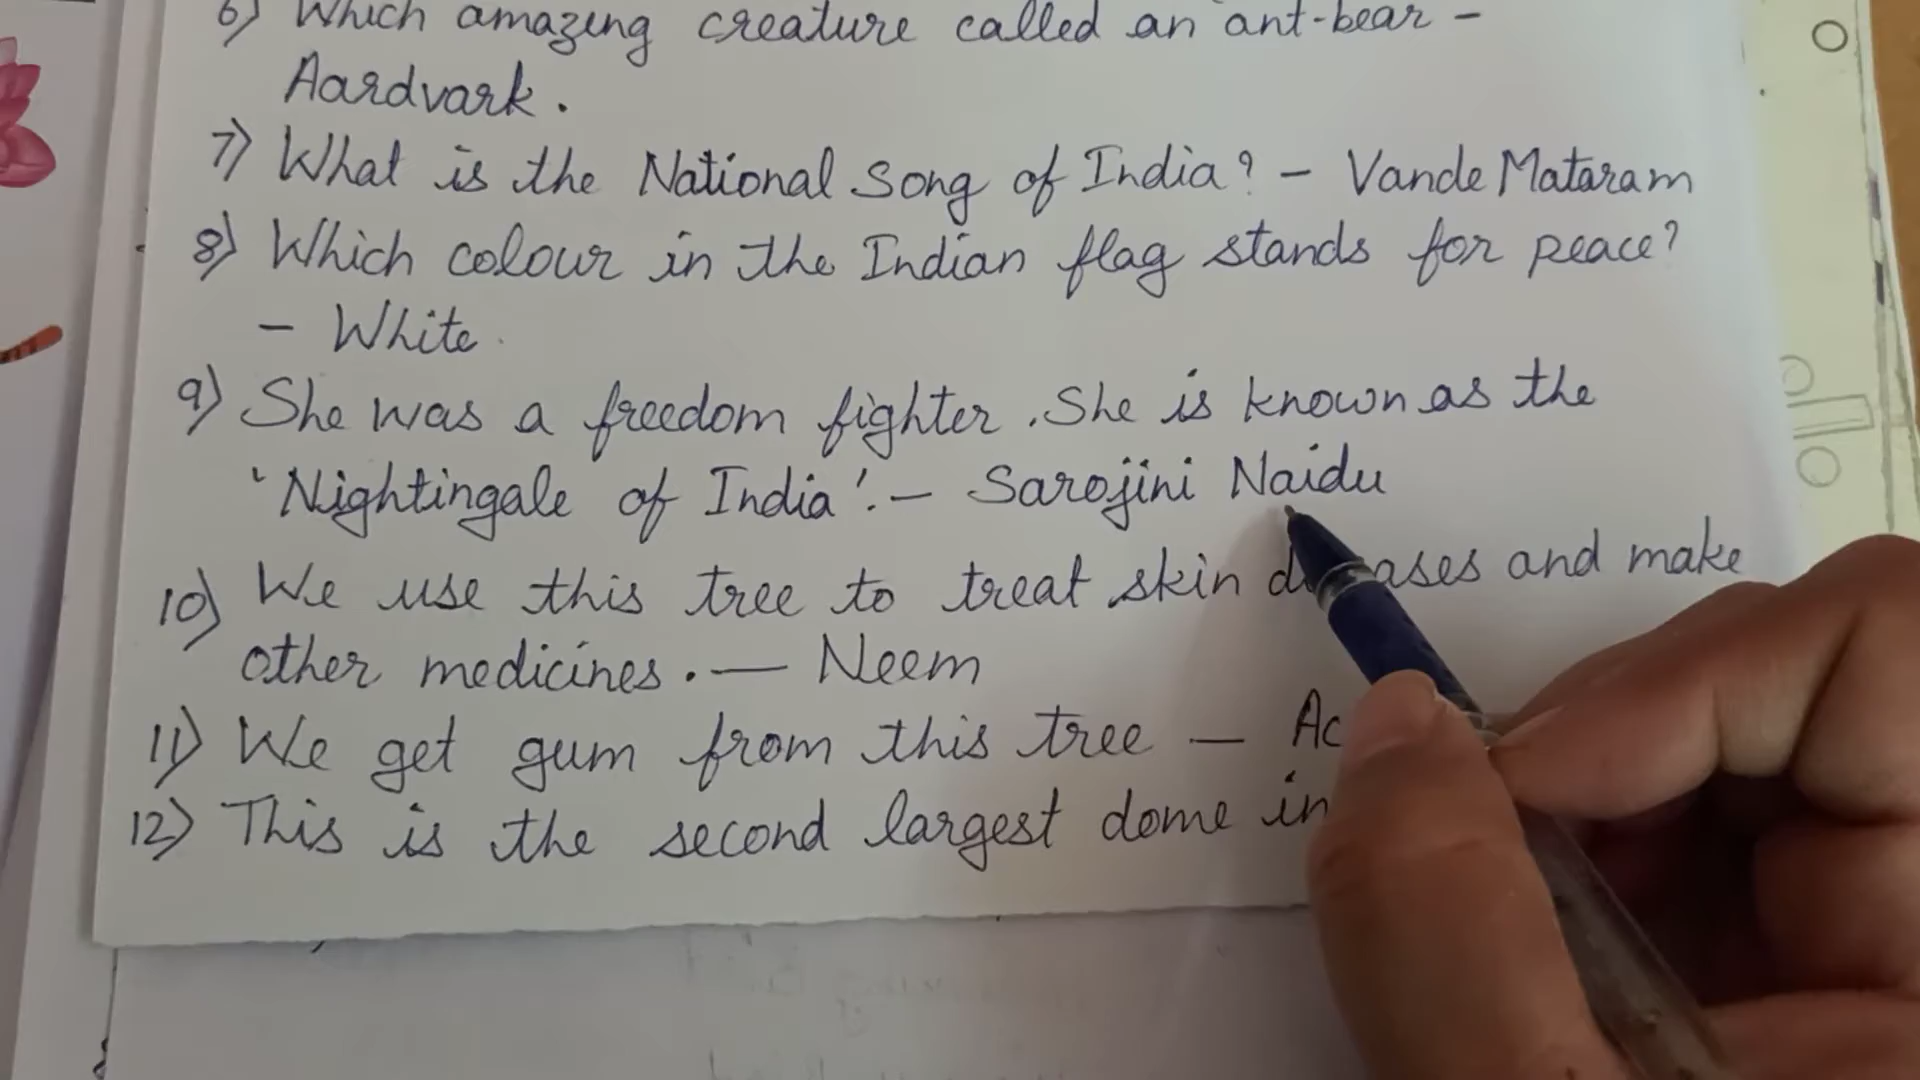 6) Which amazing creature called an ant-bear -
Aardvark.
7) What is the National Song of India? - Vande Mataram
8) Which colour in the Indian flag stands for peace?
- White.
9) She was a freedom fighter. She is known as the
'Nightingale of India'. - Sarojini Naidu
10) We use this tree to treat skin and make
other medicines. — Neem
11) We get gum from this tree —
12) This is the second largest dome in